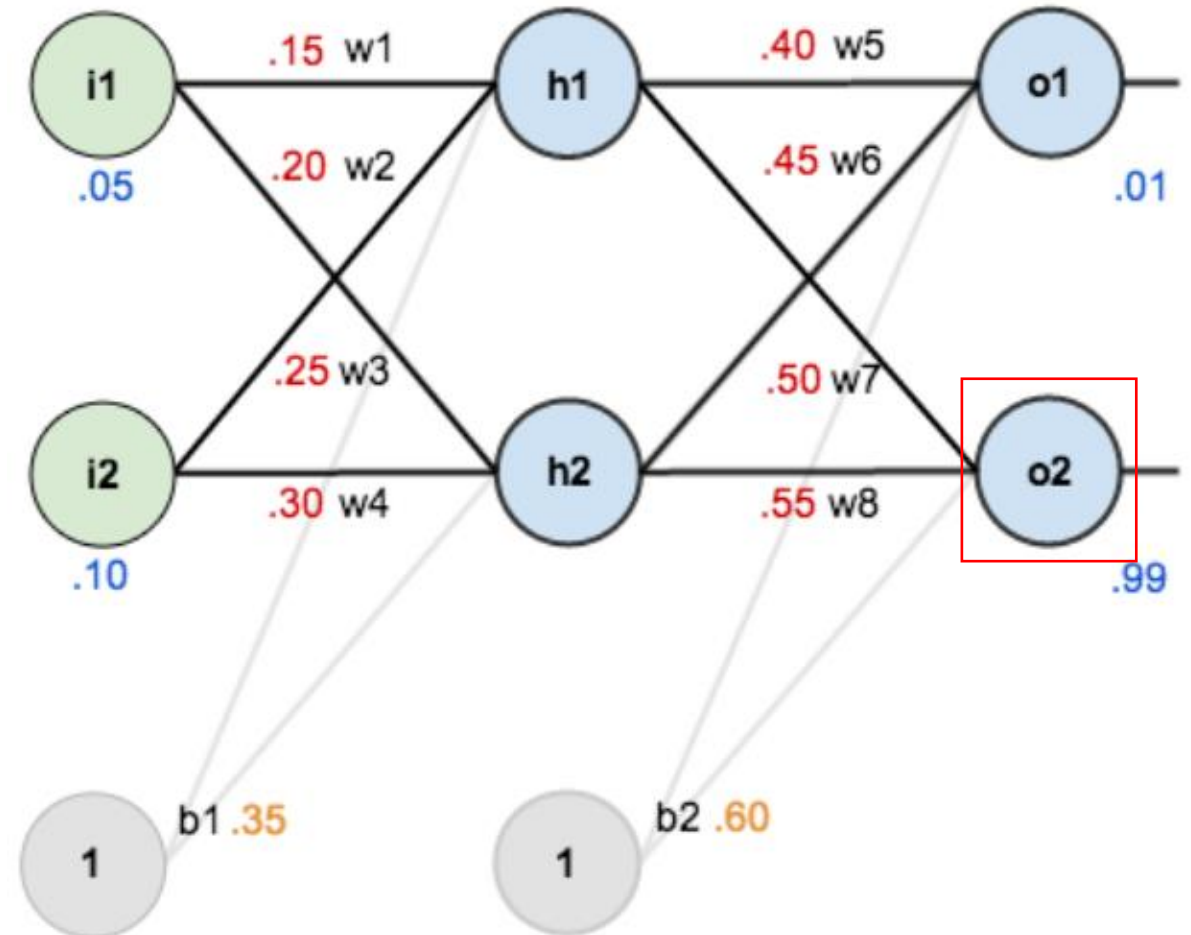 .15 w1
.40 w5
i1
h1
o1
.20 w2
.45 w6
.05
.01
.25 w3
.50 w7
i2
h2
o2
.30 w4
.55 w8
.10
.99
b1 .35
b2 .60
1
1